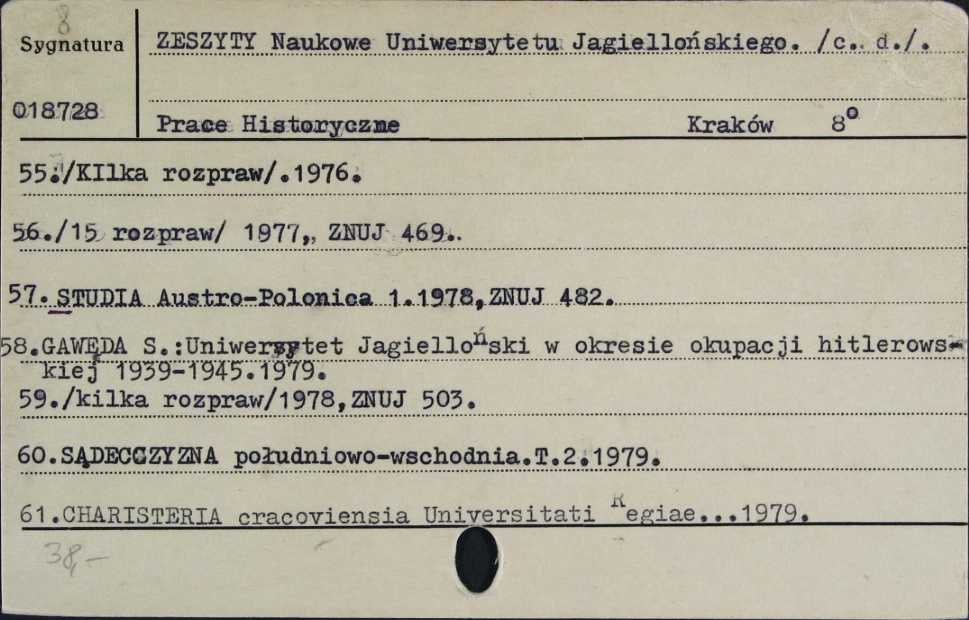 8
Sygnatura
ZESZYTY Naukowe Uniwersytetu Jagiellońskiego. /c. d./.
018728
Prace Historyczne Kraków 8°
55./KIlka rozpraw/.1976.
56./15 rozpraw/ 1977,, ZNUJ 469.
57. STUDIA Austro-Polonica 1.1978,ZNUJ 482.
58.GAWĘDA S.:Uniwersytet Jagielloński w okresie okupacji hitlerows-
kiej 1939-1945.1979.
59./kilka rozpraw/1978,ZNUJ 503.
60.SĄDECCZYZNA południowo-wschodnia.T.2.1979.
61.CHARISTERIA cracoviensia Universitati Regiae...1979.
38,-